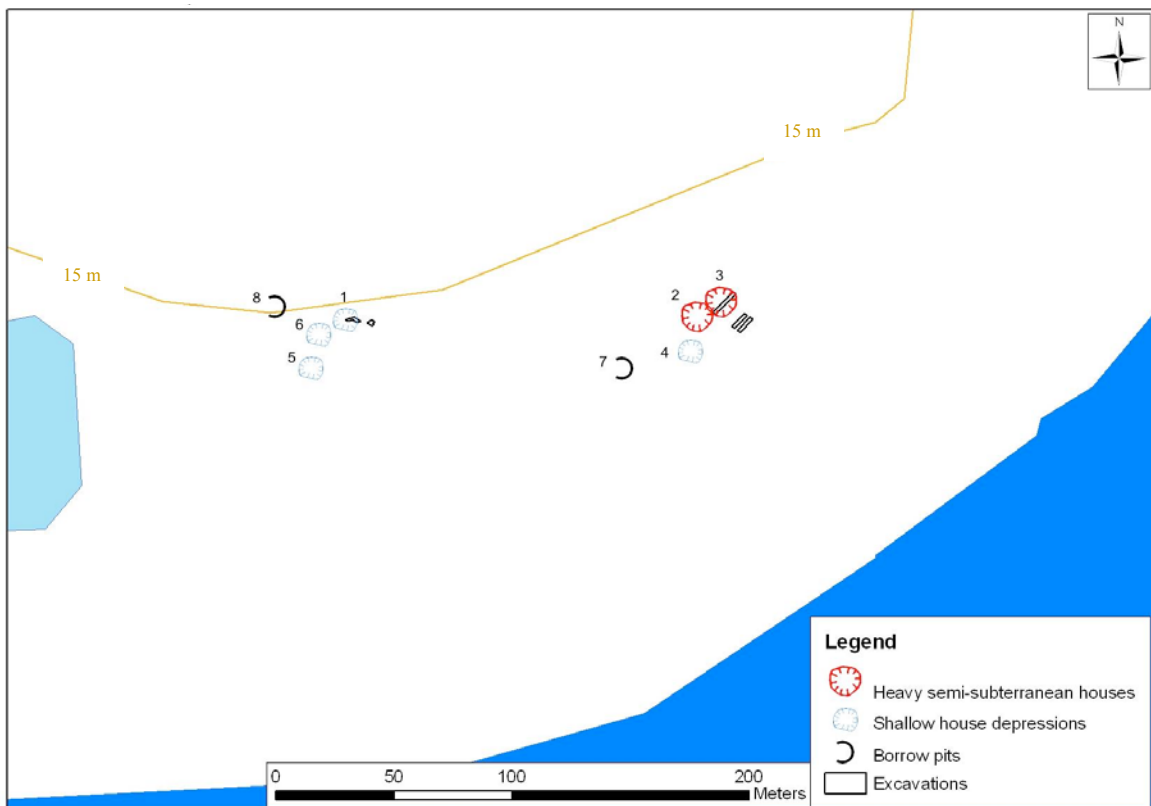 N
15 m
15 m
3
8
1
2
6
4
5
7
Legend
Heavy semi-subterranean houses
Shallow house depressions
Borrow pits
Excavations
0 50 100 200
Meters